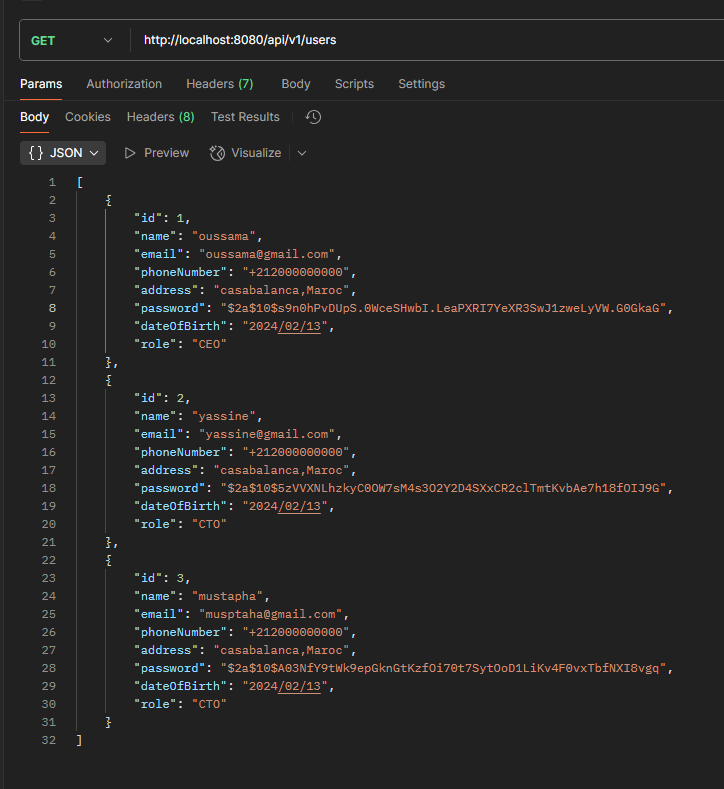 GET http://localhost:8080/api/v1/users
Params Authorization Headers (7) Body Scripts Settings
Body Cookies Headers (8) Test Results
{} JSON Preview Visualize
1 [
2 {
3 "id": 1,
4 "name": "oussama",
5 "email": "oussama@gmail.com",
6 "phoneNumber": "+212000000000",
7 "address": "casabalanca,Maroc",
8 "password": "$2a$10$s9n0hPvDUpS.0WceSHwbI.LeaPXRI7YeXR3SwJ1zweLyVW.G0GkaG",
9 "dateOfBirth": "2024/02/13",
10 "role": "CEO"
11 },
12 {
13 "id": 2,
14 "name": "yassine",
15 "email": "yassine@gmail.com",
16 "phoneNumber": "+212000000000",
17 "address": "casabalanca,Maroc",
18 "password": "$2a$10$5zVVXNLhzkyC0OW7sM4s3O2Y2D4SXxCR2clTmtKvbAe7h18fOIJ9G",
19 "dateOfBirth": "2024/02/13",
20 "role": "CTO"
21 },
22 {
23 "id": 3,
24 "name": "mustapha",
25 "email": "musptaha@gmail.com",
26 "phoneNumber": "+212000000000",
27 "address": "casabalanca,Maroc",
28 "password": "$2a$10$A03NfY9tWk9epGknGtKzfOi70t7SytOoD1LiKv4F0vxTbfNXI8vgq",
29 "dateOfBirth": "2024/02/13",
30 "role": "CTO"
31 }
32 ]